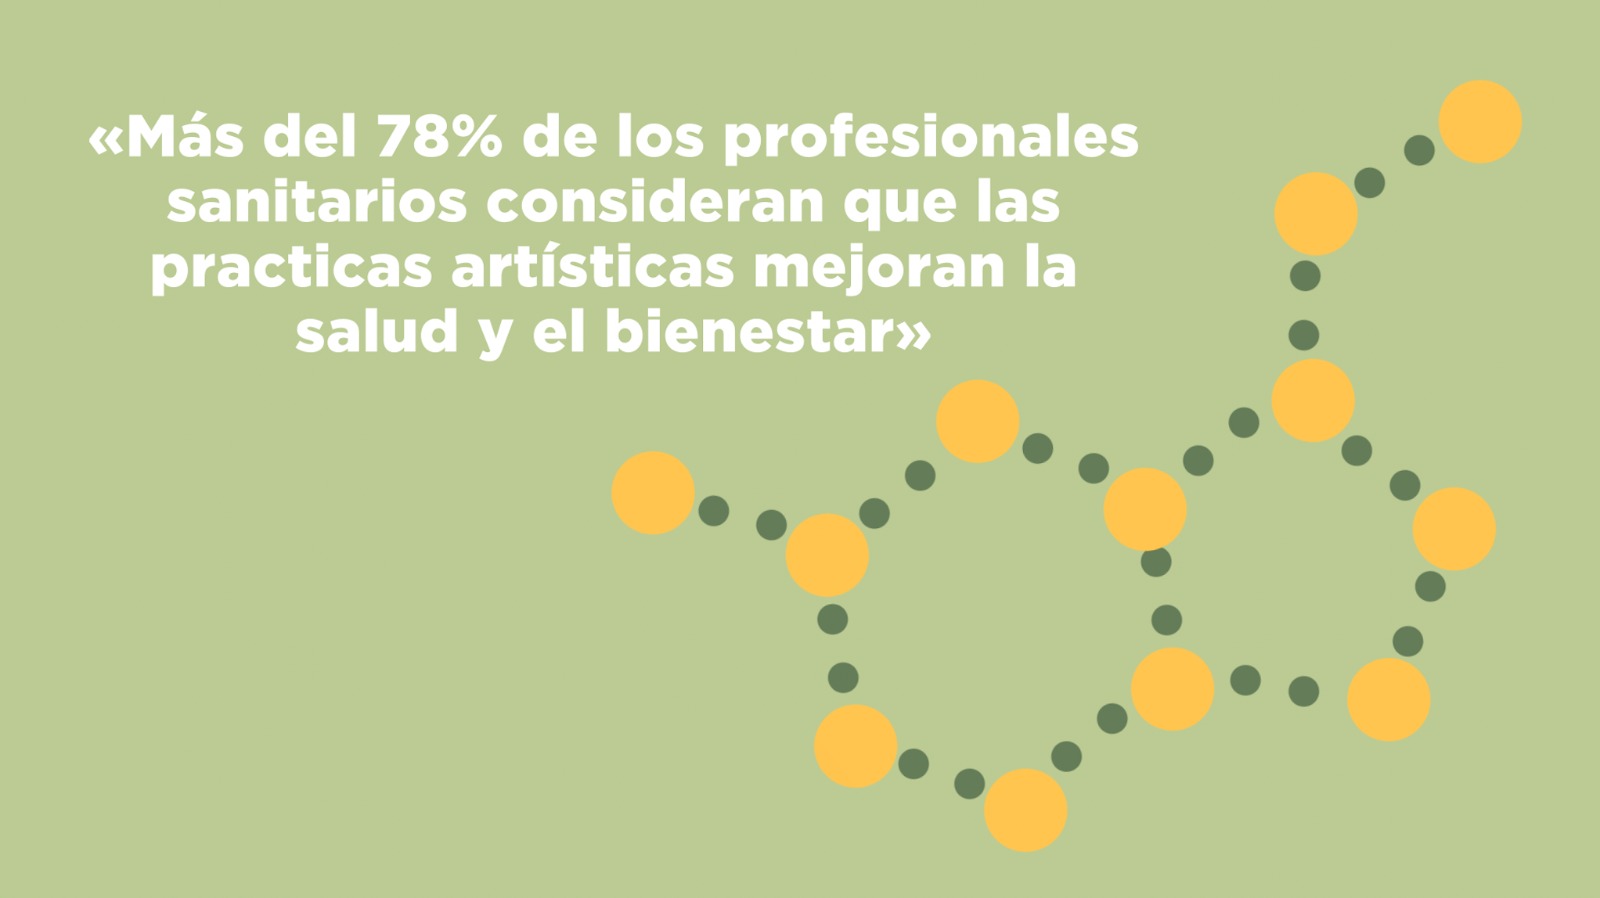 «Más del 78% de los profesionales
sanitarios consideran que las
practicas artísticas mejoran la
salud y el bienestar»